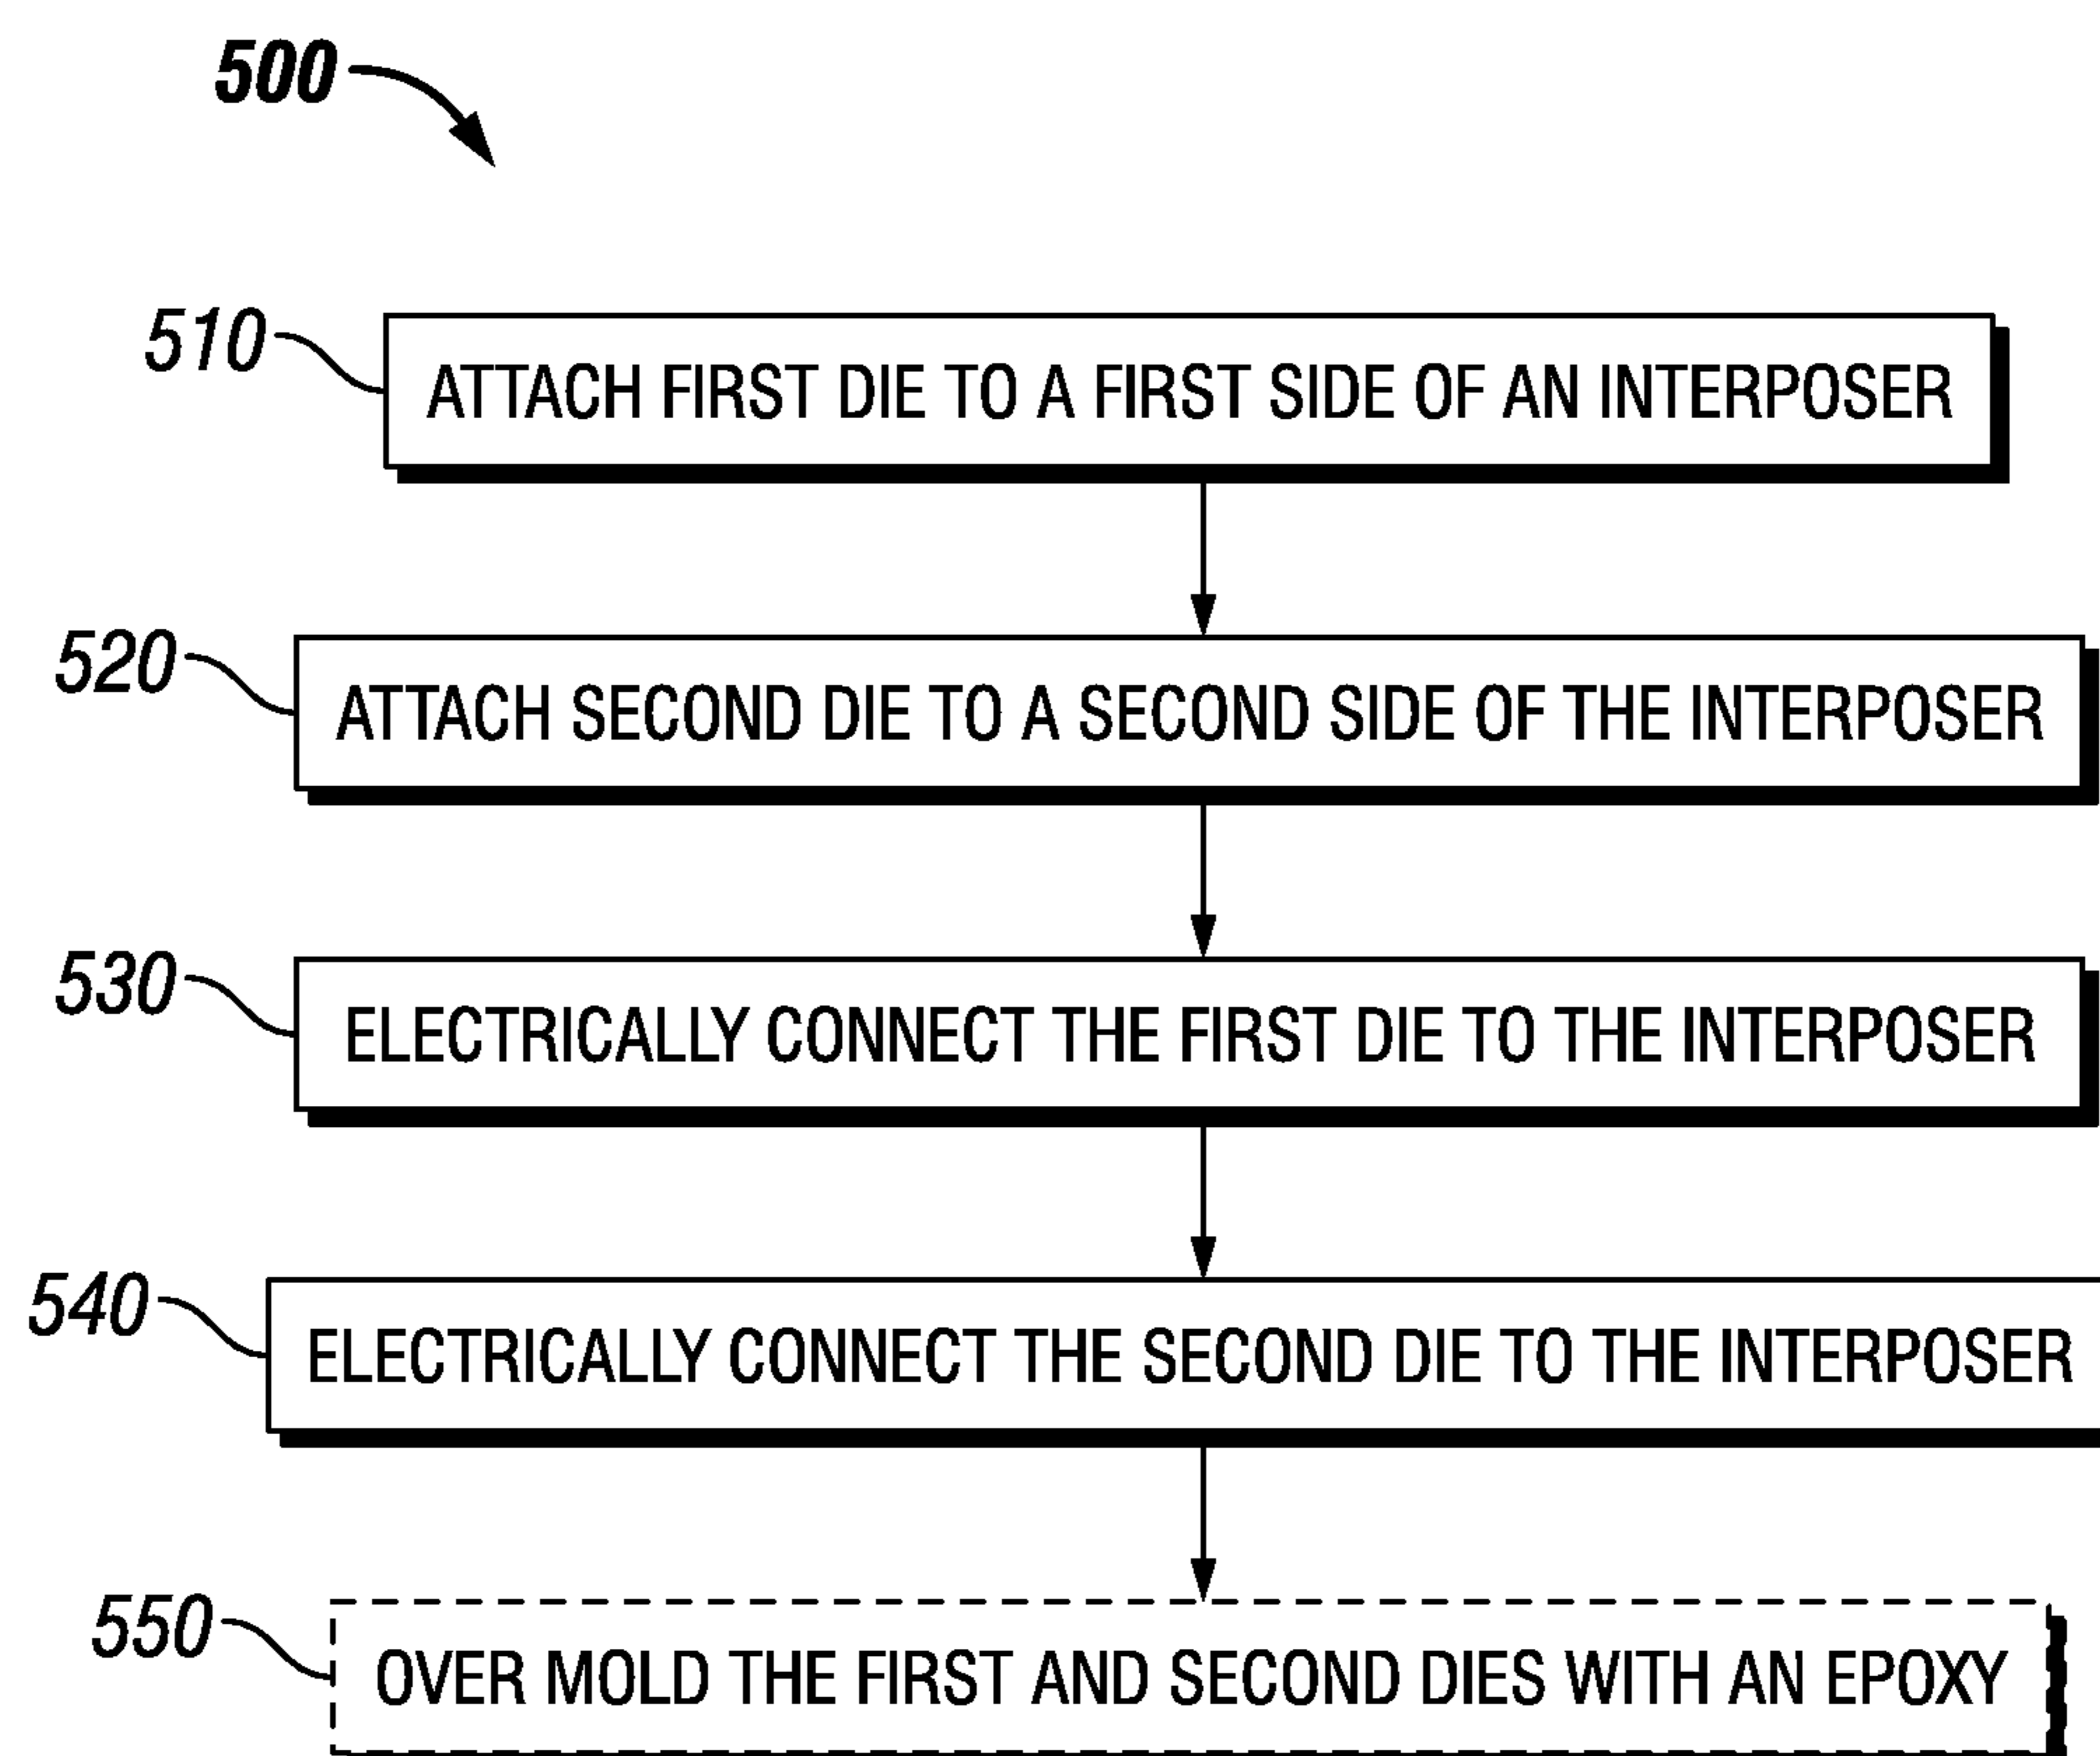 500
510 ATTACH FIRST DIE TO A FIRST SIDE OF AN INTERPOSER
520 ATTACH SECOND DIE TO A SECOND SIDE OF THE INTERPOSER
530 ELECTRICALLY CONNECT THE FIRST DIE TO THE INTERPOSER
540 ELECTRICALLY CONNECT THE SECOND DIE TO THE INTERPOSER
550 OVER MOLD THE FIRST AND SECOND DIES WITH AN EPOXY